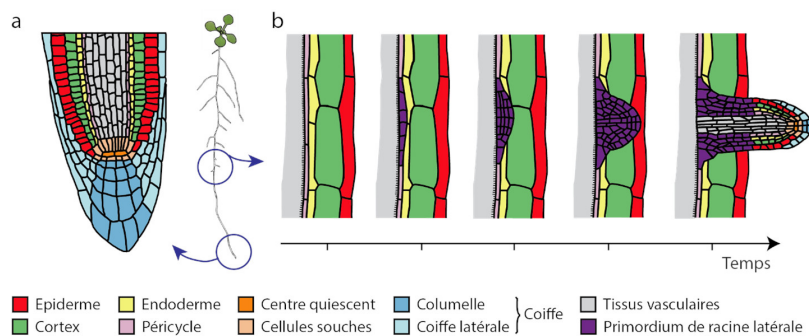 a
b
Temps
Epiderme
Endoderme
Centre quiescent
Columelle
Coiffe
Tissus vasculaires
Cortex
Péricycle
Cellules souches
Coiffe latérale
Primordium de racine latérale